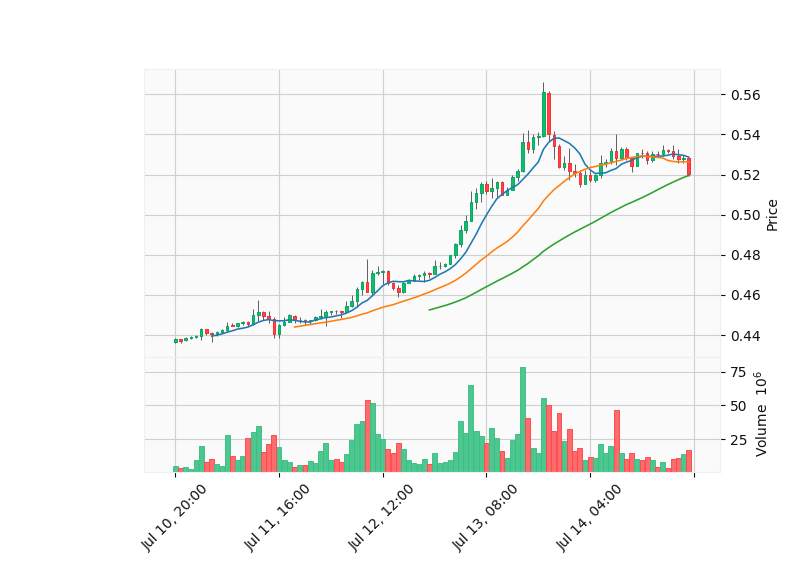 0.56
0.54
0.52
0.50
0.48
0.46
0.44
Price
75
50
25
Volume 10^6
Jul 10, 20:00
Jul 11, 16:00
Jul 12, 12:00
Jul 13, 08:00
Jul 14, 04:00